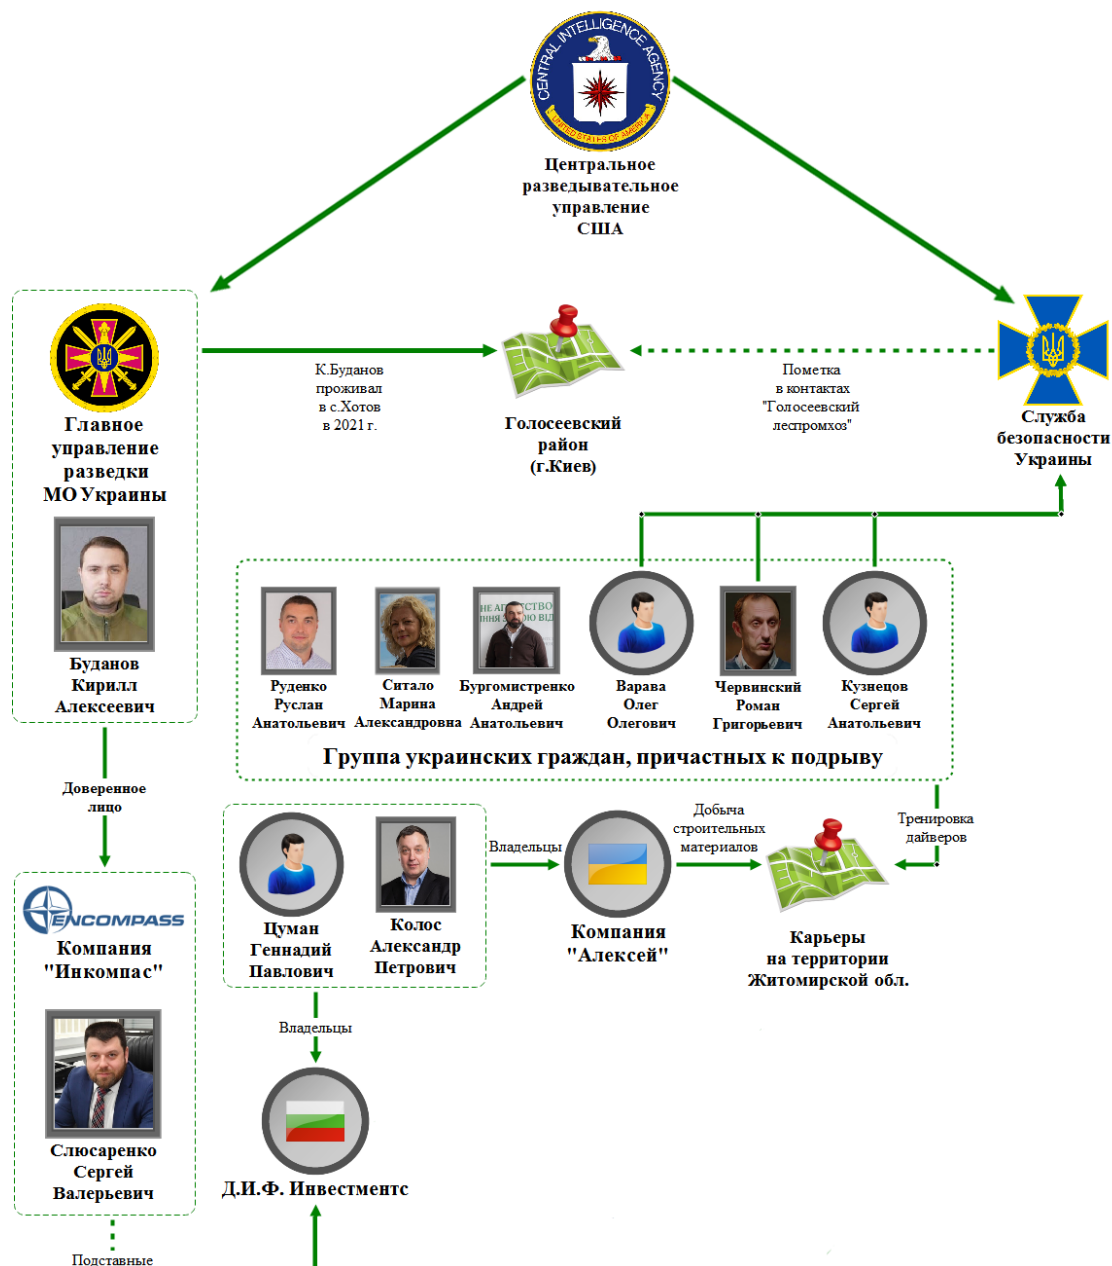 CENTRAL INTELLIGENCE AGENCY
UNITED STATES OF AMERICA
Центральное
разведывательное
управление
США
Главное
управление
разведки
МО Украины
К.Буданов
проживал
в с.Хотов
в 2021 г.
Голосеевский
район
(г.Киев)
Пометка
в контактах
"Голосеевский
леспромхоз"
Служба
безопасности
Украины
Буданов
Кирилл
Алексеевич
Руденко
Руслан
Анатольевич
Ситало
Марина
Александровна
Бургомистренко
Андрей
Анатольевич
Варава
Олег
Олегович
Червинский
Роман
Григорьевич
Кузнецов
Сергей
Анатольевич
Группа украинских граждан, причастных к подрыву
Доверенное
лицо
Цуман
Геннадий
Павлович
Колос
Александр
Петрович
Владельцы
Компания
"Алексей"
Добыча
строительных
материалов
Тренировка
дайверов
Карьеры
на территории
Житомирской обл.
ENCOMPASS
Компания
"Инкомпас"
Слюсаренко
Сергей
Валерьевич
Владельцы
Д.И.Ф. Инвестментс
Подставные